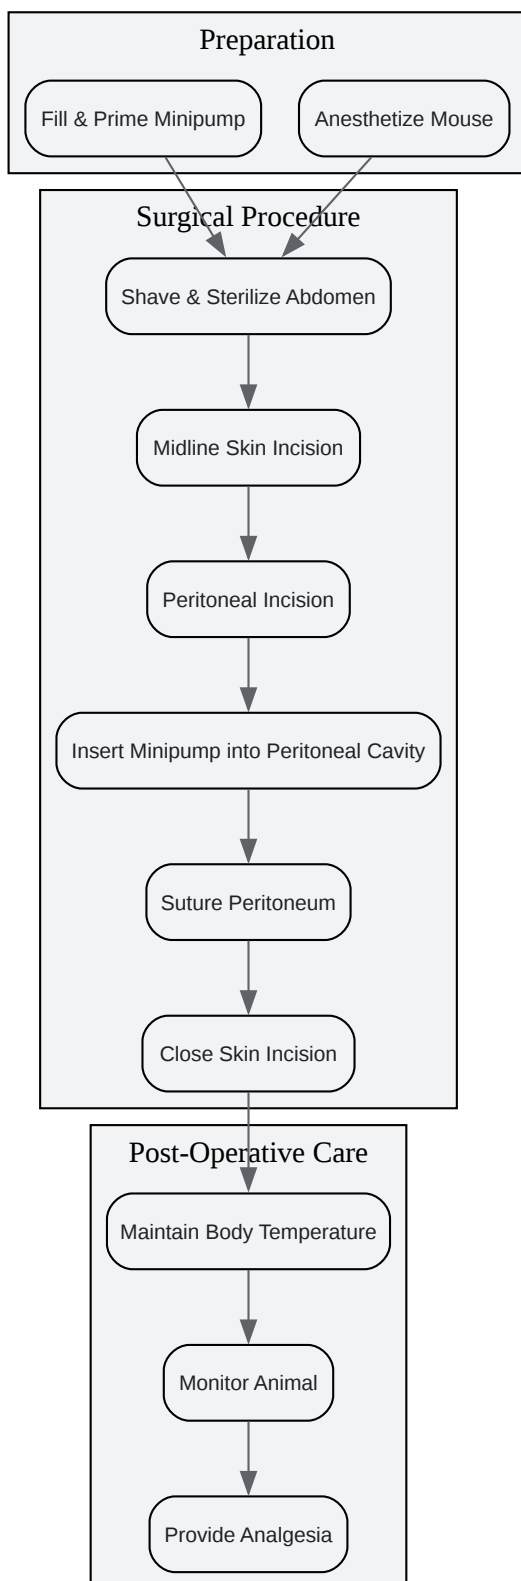 Preparation
Fill & Prime Minipump
Anesthetize Mouse
Surgical Procedure
Shave & Sterilize Abdomen
Midline Skin Incision
Peritoneal Incision
Insert Minipump into Peritoneal Cavity
Suture Peritoneum
Close Skin Incision
Post-Operative Care
Maintain Body Temperature
Monitor Animal
Provide Analgesia